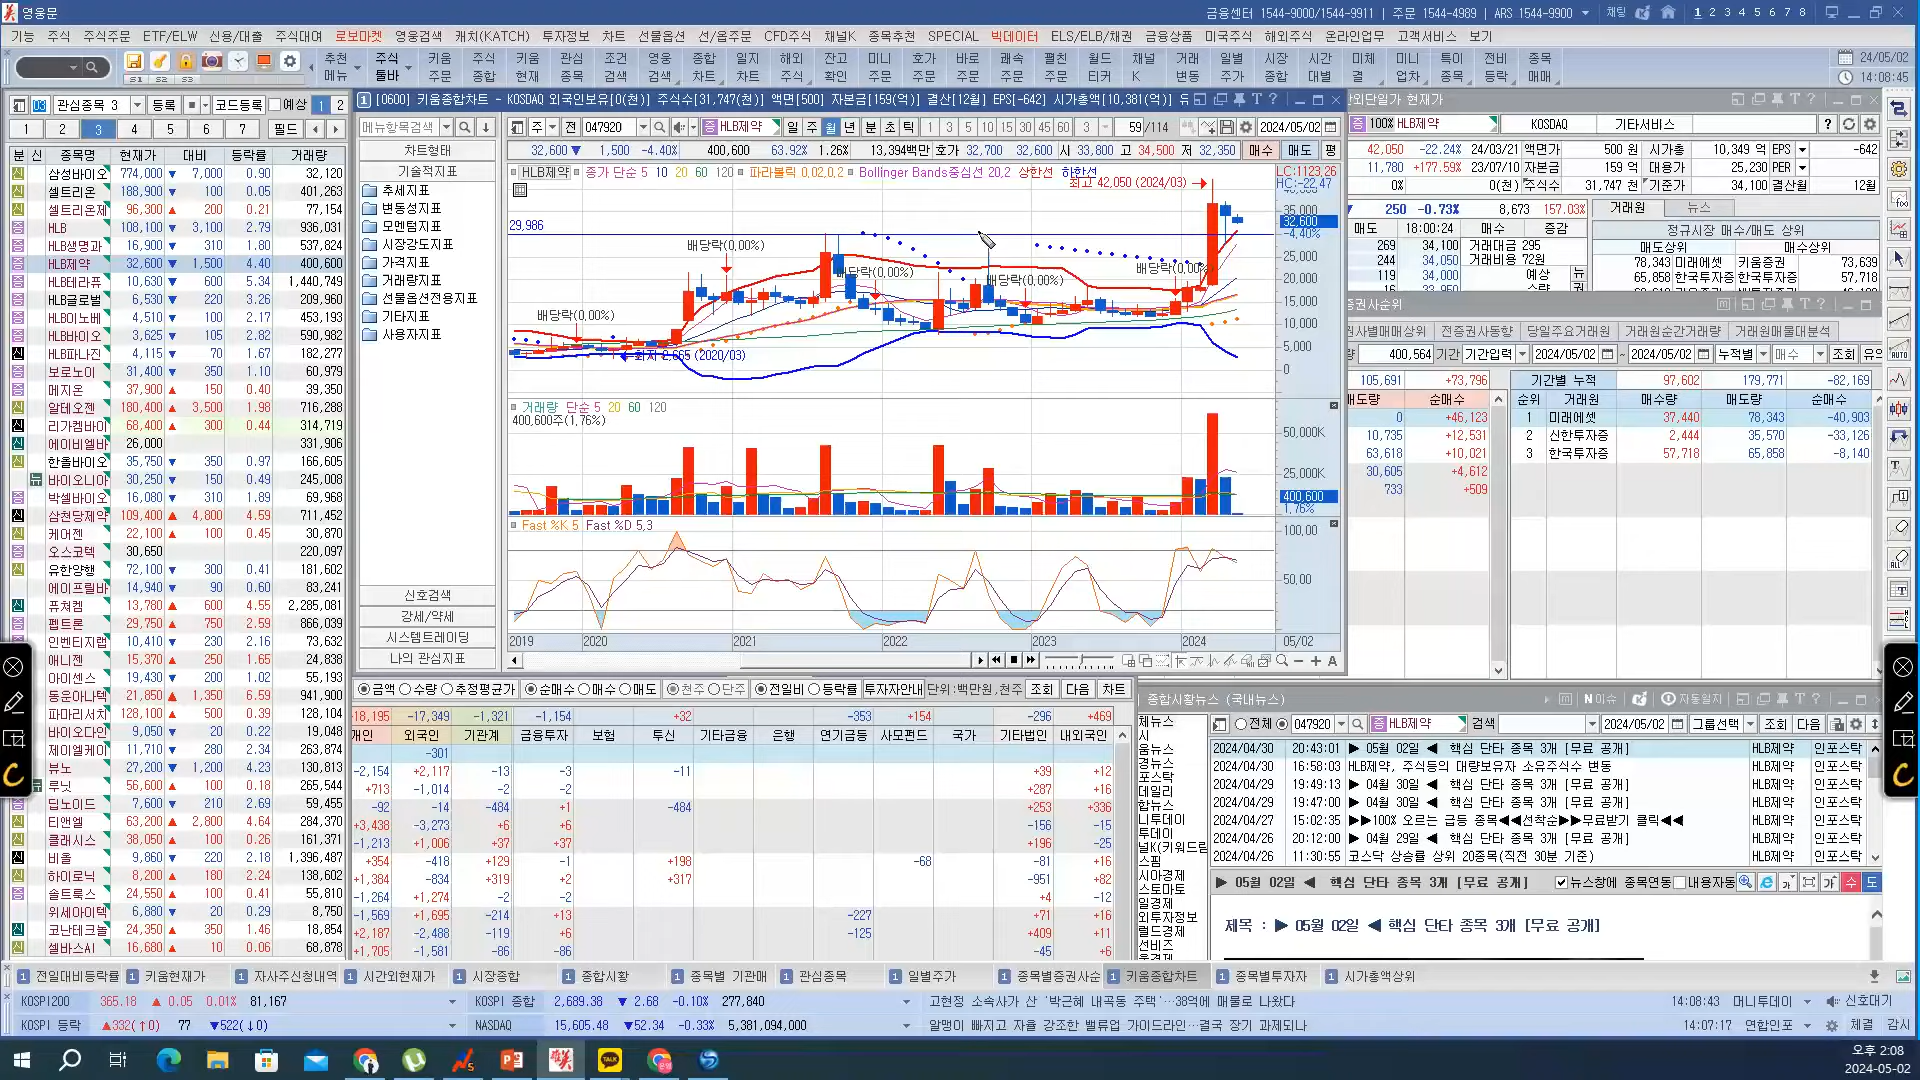 영웅문
금융센터 1544-9000/1544-9911 | 주문 1544-4989 | ARS 1544-9900 채팅 1 2 3 4 5 6 7 8
기능 주식 주식주문 ETF/ELW 신용/대출 주식대여 로보마켓 영웅검색 캐치(KATCH) 투자정보 차트 선물옵션 선/옵주문 CFD주식 채널K 종목추천 SPECIAL 빅데이터 ELS/ELB/채권 금융상품 미국주식 해외주식 온라인업무 고객서비스 보기
추천 주식 키움 주식 키움 관심 조건 영웅 종합 일지 해외 잔고 미니 호가 바로 쾌속 펼친 월드 채널 거래 일별 시장 시간 미체 미니 특이 전비 종목
메뉴 툴바 주문 종합 현재 종목 검색 검색 차트 차트 주식 확인 주문 주문 주문 주문 주문 티커 K 변동 주가 종합 대별 결 업차 종목 등락 매매
24/05/02
14:08:45
관심종목 3 등록 코드등록 예상 1 2
1 2 3 4 5 6 7 필드
분 신 종목명 현재가 대비 등락률 거래량
삼성바이오 774,000 ▼ 7,000 0.90 32,120
셀트리온 188,900 ▼ 100 0.05 401,263
셀트리온제 96,300 ▲ 200 0.21 77,154
HLB 108,100 ▼ 3,100 2.79 936,031
HLB생명과 16,900 ▼ 310 1.80 537,824
HLB제약 32,600 ▼ 1,500 4.40 400,600
HLB테라퓨 10,630 ▼ 600 5.34 1,440,749
HLB글로벌 6,530 ▼ 220 3.26 209,960
HLB이노베 4,510 ▼ 100 2.17 453,193
HLB바이오 3,625 ▼ 105 2.82 590,982
HLB파나진 4,115 ▼ 70 1.67 182,277
보로노이 31,400 ▼ 350 1.10 60,979
메지온 37,900 ▲ 150 0.40 39,350
알테오젠 180,400 ▲ 3,500 1.98 716,288
리가켐바이 68,400 ▲ 300 0.44 314,719
에이비엘바 26,000 331,906
한올바이오 35,750 ▼ 350 0.97 166,605
바이오니아 30,250 ▼ 150 0.49 245,008
박셀바이오 16,080 ▼ 310 1.89 69,968
삼천당제약 109,400 ▲ 4,800 4.59 711,452
케어젠 22,100 ▲ 100 0.45 30,870
오스코텍 30,650 220,097
유한양행 72,100 ▼ 300 0.41 181,602
에이프릴바 14,940 ▼ 90 0.60 83,241
퓨쳐켐 13,780 ▲ 600 4.55 2,285,081
펩트론 29,750 ▲ 750 2.59 866,039
인벤티지랩 10,410 ▼ 230 2.16 73,632
애니젠 15,370 ▲ 250 1.65 24,838
아이센스 19,430 ▼ 200 1.02 55,193
동운아나텍 21,850 ▲ 1,350 6.59 941,900
파마리서치 128,100 ▲ 500 0.39 128,104
바이오다인 9,050 ▼ 20 0.22 19,048
제이엘케이 11,710 ▼ 280 2.34 263,874
뷰노 27,200 ▼ 1,200 4.23 130,813
루닛 56,600 ▲ 100 0.18 265,544
딥노이드 7,600 ▼ 210 2.69 59,455
티앤엘 63,200 ▲ 2,800 4.64 284,370
클래시스 38,050 ▲ 100 0.26 161,371
비올 9,860 ▼ 220 2.18 1,396,487
하이로닉 8,200 ▲ 180 2.24 138,602
솔트룩스 24,550 ▲ 100 0.41 55,810
위세아이텍 6,880 ▼ 20 0.29 8,750
코난테크놀 24,350 ▲ 350 1.46 18,854
셀바스AI 16,680 ▲ 10 0.06 68,878
[0600] 키움종합차트 - KOSDAQ 외국인보유[0(천)] 주식수[31,747(천)] 액면[500] 자본금[159(억)] 결산[12월] EPS[-642] 시가총액[10,381(억)]
메뉴항목검색
차트형태
기술적지표
추세지표
변동성지표
모멘텀지표
시장강도지표
가격지표
거래량지표
선물옵션전용지표
기타지표
사용자지표
신호검색
강세/약세
시스템트레이딩
나의 관심지표
주 전 047920 HLB제약 일 주 월 년 분 초 틱 1 3 5 10 15 30 45 60 3 59 /114 2024/05/02
32,600 ▼ 1,500 -4.40% 400,600 63.92% 1.26% 13,394백만 호가 32,700 32,600 시 33,800 고 34,500 저 32,350 매수 매도 평
HLB제약 종가 단순 5 10 20 60 120 파라볼릭 0.02,0.2 Bollinger Bands중심선 20,2 상한선 하한선
최고 42,050 (2024/03)
LC:1123.26
HC:-22.47
29,986
배당락(0.00%)
배당락(0.00%)
배당락(0.00%)
배당락(0.00%)
최저 2,665 (2020/03)
35,000
32,600
-4.40%
25,000
20,000
15,000
10,000
5,000
0
거래량 단순 5 20 60 120
400,600주(1.76%)
50,000K
25,000K
400,600
1.76%
Fast %K 5 Fast %D 5,3
100.00
50.00
2019 2020 2021 2022 2023 2024 05/02
금액 수량 추정평균가 순매수 매수 매도 천주 단주 전일비 등락률 투자자안내 단위:백만원,천주 조회 다음 차트
-18,195 -17,349 -1,321 -1,154 +32 -353 +154 -296 +469
개인 외국인 기관계 금융투자 보험 투신 기타금융 은행 연기금등 사모펀드 국가 기타법인 내외국인
-301
-2,154 +2,117 -13 -3 -11 +39 +12
+713 -1,014 -2 -2 +287 +16
-92 -14 -484 +1 -484 +253 +336
+3,438 -3,273 +6 +6 -156 -15
-1,213 +1,006 +37 +37 +196 -25
+354 -418 +129 -1 +198 -68 -81 +16
+1,384 -834 +319 +2 +317 -951 +82
-1,264 +1,274 -2 -2 +4 -12
-1,569 +1,695 -214 +13 -227 +71 +16
+2,187 -2,488 -119 +6 -125 +409 +11
+1,705 -1,581 -86 -86 -45 +6
외단일가 현재가
100% HLB제약 KOSDAQ 기타서비스
42,050 -22.24% 24/03/21 액면가 500 원 시가총 10,349 억 EPS -642
11,780 +177.59% 23/07/10 자본금 159 억 대용가 25,230 PER
0% 0(천) 주식수 31,747 천 기준가 34,100 결산월 12월
250 -0.73% 8,673 157.03% 거래원 뉴스
매도 18:00:24 매수 증감 정규시장 매수/매도 상위
269 34,100 거래대금 295 매도상위 매수상위
244 34,050 거래비용 72원 78,343 미래에셋 키움증권 73,639
119 34,000 예상 뉴 65,858 한국투자증 한국투자증 57,718
증권사순위
권사별매매상위 전증권사동향 당일주요거래원 거래원순간거래량 거래원매물대분석
400,564 기간 기간입력 2024/05/02 ~ 2024/05/02 누적별 매수 조회 유의
105,691 +73,796 기간별 누적 97,602 179,771 -82,169
매도량 순매수 순위 거래원 매수량 매도량 순매수
0 +46,123 1 미래에셋 37,440 78,343 -40,903
10,735 +12,531 2 신한투자증 2,444 35,570 -33,126
63,618 +10,021 3 한국투자증 57,718 65,858 -8,140
30,605 +4,612
733 +509
종합시황뉴스 (국내뉴스) N이슈 자동일지
전체 047920 HLB제약 검색 2024/05/02 그룹선택 조회 다음
2024/04/30 20:43:01 ▶ 05월 02일 ◀ 핵심 단타 종목 3개 [무료 공개] HLB제약 인포스탁
2024/04/30 16:58:03 HLB제약, 주식등의 대량보유자 소유주식수 변동 HLB제약 인포스탁
2024/04/29 19:49:13 ▶ 04월 30일 ◀ 핵심 단타 종목 3개 [무료 공개] HLB제약 인포스탁
2024/04/29 19:47:00 ▶ 04월 30일 ◀ 핵심 단타 종목 3개 [무료 공개] HLB제약 인포스탁
2024/04/27 15:02:35 ▶▶100% 오르는 급등 종목◀◀선착순▶▶무료받기 클릭◀◀ HLB제약 인포스탁
2024/04/26 20:12:00 ▶ 04월 29일 ◀ 핵심 단타 종목 3개 [무료 공개] HLB제약 인포스탁
2024/04/26 11:30:55 코스닥 상승률 상위 20종목(직전 30분 기준) HLB제약 인포스탁
▶ 05월 02일 ◀ 핵심 단타 종목 3개 [무료 공개] 뉴스창에 종목연동 내용자동
제목 : ▶ 05월 02일 ◀ 핵심 단타 종목 3개 [무료 공개]
전일대비등락률 키움현재가 자사주신청내역 시간외현재가 시장종합 종합시황 종목별 기관매 관심종목 일별주가 종목별증권사순 키움종합차트 종목별투자자 시가총액상위
KOSPI200 365.18 ▲ 0.05 0.01% 81,167 KOSPI 종합 2,689.38 ▼ 2.68 -0.10% 277,840 고현정 소속사가 산 '박근혜 내곡동 주택'…38억에 매물로 나왔다 14:08:43 머니투데이 신호대기
KOSPI 등락 ▲332(↑0) 77 ▼522(↓0) NASDAQ 15,605.48 ▼52.34 -0.33% 5,381,094,000 알맹이 빠지고 자율 강조한 밸류업 가이드라인…결국 장기 과제되나 14:07:17 연합인포 체결 감시
오후 2:08
2024-05-02